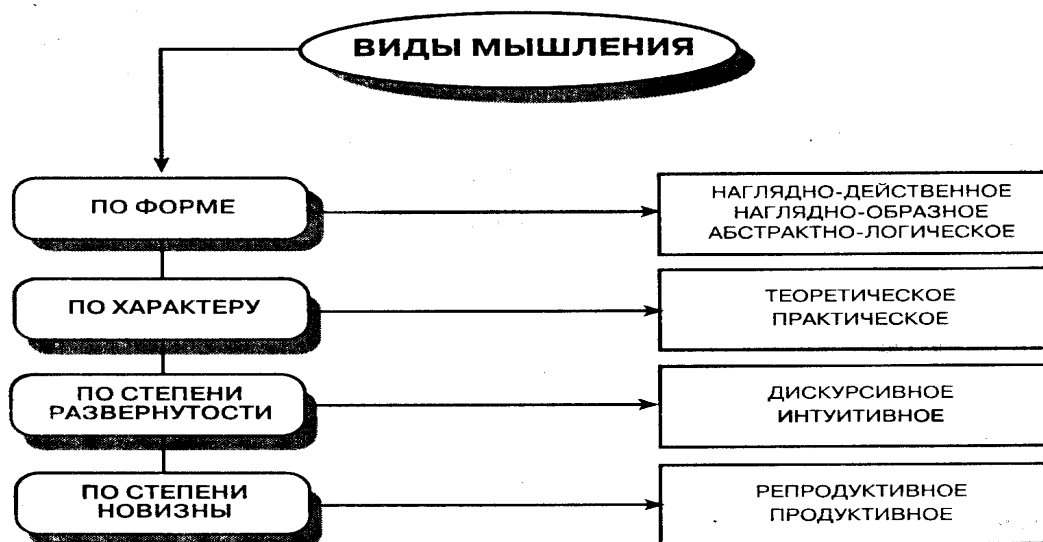 ВИДЫ МЫШЛЕНИЯ
ПО ФОРМЕ
НАГЛЯДНО-ДЕЙСТВЕННОЕ
НАГЛЯДНО-ОБРАЗНОЕ
АБСТРАКТНО-ЛОГИЧЕСКОЕ
ПО ХАРАКТЕРУ
ТЕОРЕТИЧЕСКОЕ
ПРАКТИЧЕСКОЕ
ПО СТЕПЕНИ
РАЗВЕРНУТОСТИ
ДИСКУРСИВНОЕ
ИНТУИТИВНОЕ
ПО СТЕПЕНИ
НОВИЗНЫ
РЕПРОДУКТИВНОЕ
ПРОДУКТИВНОЕ